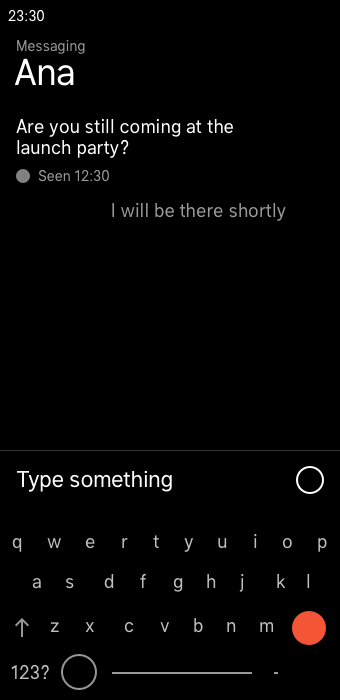 23:30
Messaging
Ana
Are you still coming at the
launch party?
Seen 12:30
I will be there shortly
Type something
q w e r t y u i o p
a s d f g h j k l
↑ z x c v b n m
123? -